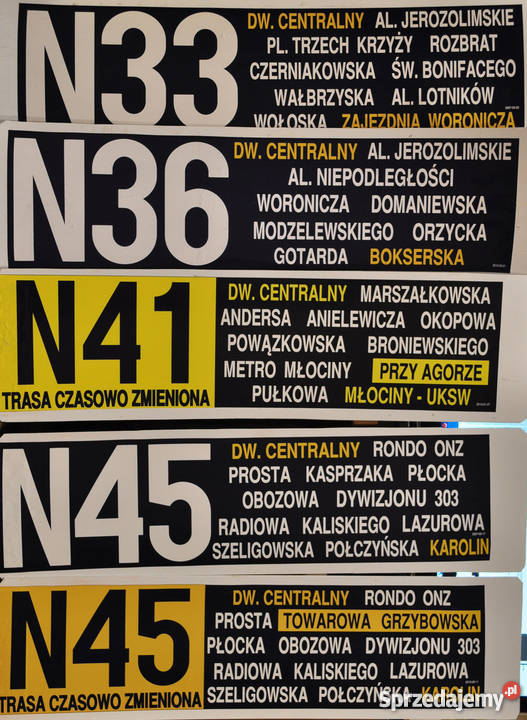 N33
DW. CENTRALNY AL. JEROZOLIMSKIE
PL. TRZECH KRZYŻY ROZBRAT
CZERNIAKOWSKA ŚW. BONIFACEGO
WAŁBRZYSKA AL. LOTNIKÓW
WOŁOSKA ZAJEZDNIA WORONICZA
N36
DW. CENTRALNY AL. JEROZOLIMSKIE
AL. NIEPODLEGŁOŚCI
WORONICZA DOMANIEWSKA
MODZELEWSKIEGO ORZYCKA
GOTARDA BOKSERSKA
N41
TRASA CZASOWO ZMIENIONA
DW. CENTRALNY MARSZAŁKOWSKA
ANDERSA ANIELEWICZA OKOPOWA
POWĄZKOWSKA BRONIEWSKIEGO
METRO MŁOCINY PRZY AGORZE
PUŁKOWA MŁOCINY - UKSW
N45
DW. CENTRALNY RONDO ONZ
PROSTA KASPRZAKA PŁOCKA
OBOZOWA DYWIZJONU 303
RADIOWA KALISKIEGO LAZUROWA
SZELIGOWSKA POŁCZYŃSKA KAROLIN
N45
TRASA CZASOWO ZMIENIONA
DW. CENTRALNY RONDO ONZ
PROSTA TOWAROWA GRZYBOWSKA
PŁOCKA OBOZOWA DYWIZJONU 303
RADIOWA KALISKIEGO LAZUROWA
SZELIGOWSKA POŁCZYŃSKA KAROLIN
Sprzedajemy.pl